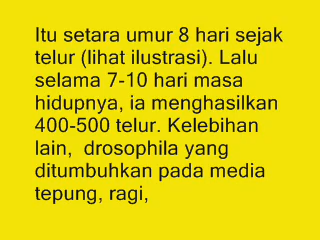 Itu setara umur 8 hari sejak
telur (lihat ilustrasi). Lalu
selama 7-10 hari masa
hidupnya, ia menghasilkan
400-500 telur. Kelebihan
lain,  drosophila yang
ditumbuhkan pada media
tepung, ragi,